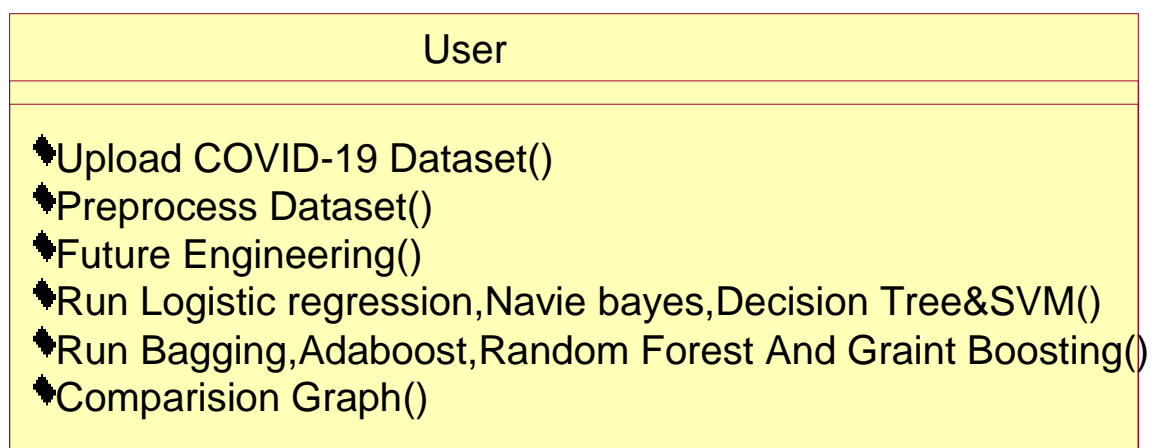 User
Upload COVID-19 Dataset()
Preprocess Dataset()
Future Engineering()
Run Logistic regression,Navie bayes,Decision Tree&SVM()
Run Bagging,Adaboost,Random Forest And Graint Boosting()
Comparision Graph()